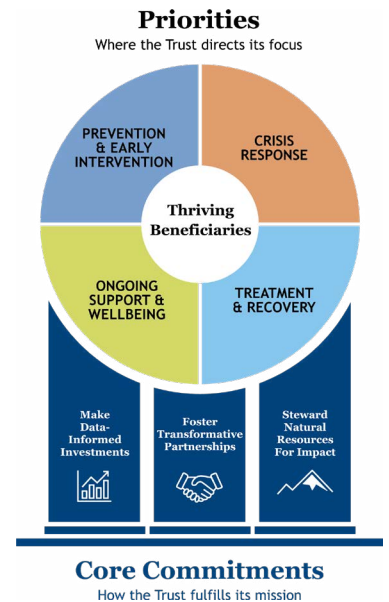 Priorities
Where the Trust directs its focus
PREVENTION
& EARLY
INTERVENTION
CRISIS
RESPONSE
Thriving
Beneficiaries
ONGOING
SUPPORT &
WELLBEING
TREATMENT
& RECOVERY
Make
Data-
Informed
Investments
Foster
Transformative
Partnerships
Steward
Natural
Resources
For Impact
Core Commitments
How the Trust fulfills its mission